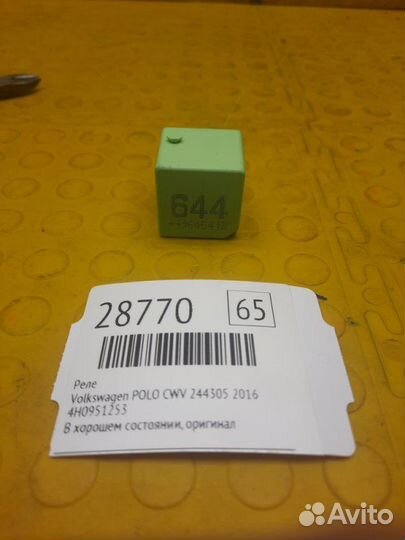 644
28770 65
Реле
Volkswagen POLO CWV 244305 2016
4H0951253
В хорошем состоянии, оригинал
Avito